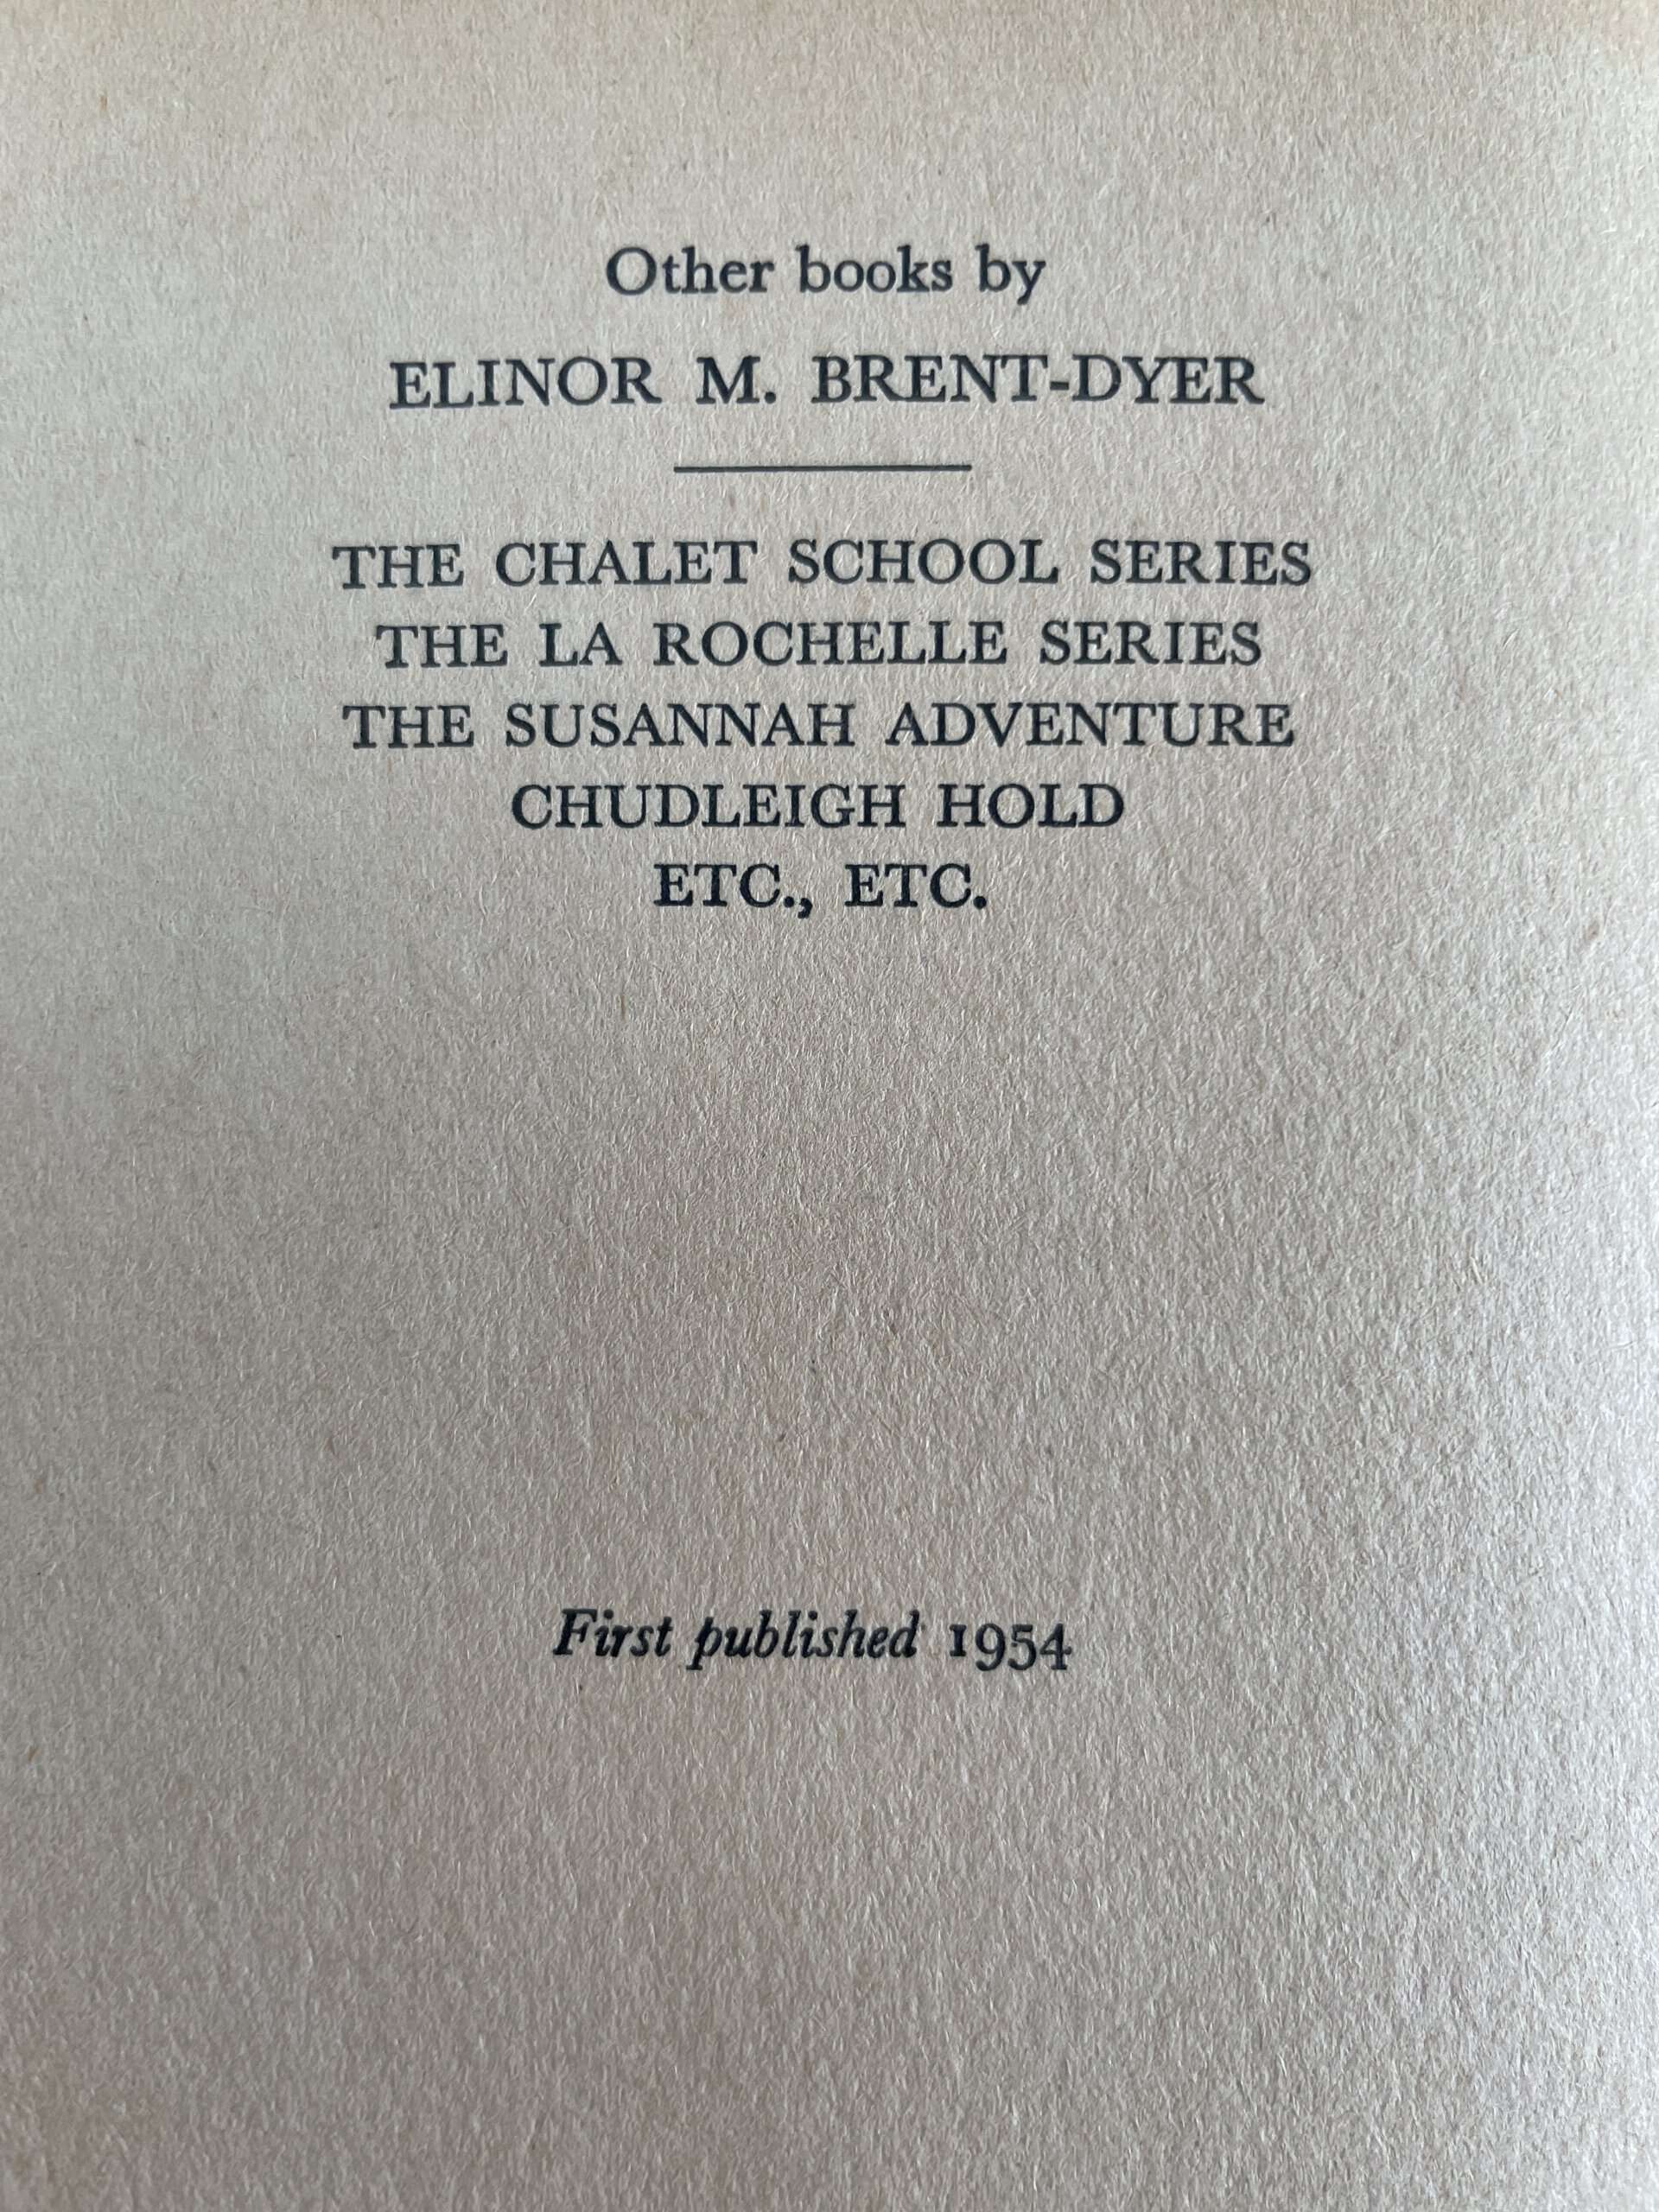 Other books by
ELINOR M. BRENT-DYER
THE CHALET SCHOOL SERIES
THE LA ROCHELLE SERIES
THE SUSANNAH ADVENTURE
CHUDLEIGH HOLD
ETC., ETC.
First published 1954